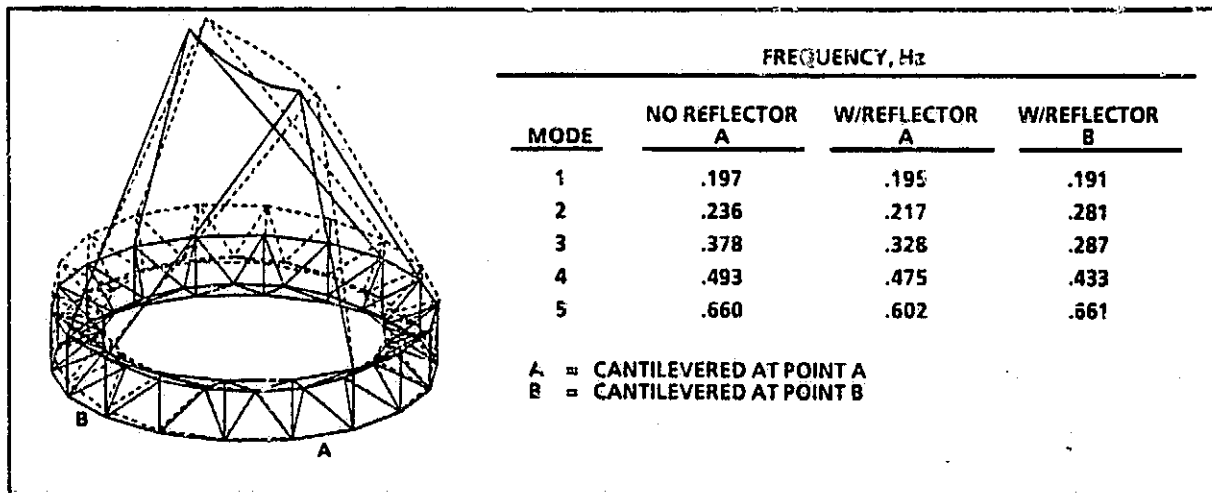 FREQUENCY, Hz
MODE NO REFLECTOR A W/REFLECTOR A W/REFLECTOR B
1 .197 .195 .191
2 .236 .217 .281
3 .378 .328 .287
4 .493 .475 .433
5 .660 .602 .661
A = CANTILEVERED AT POINT A
B = CANTILEVERED AT POINT B
B
A